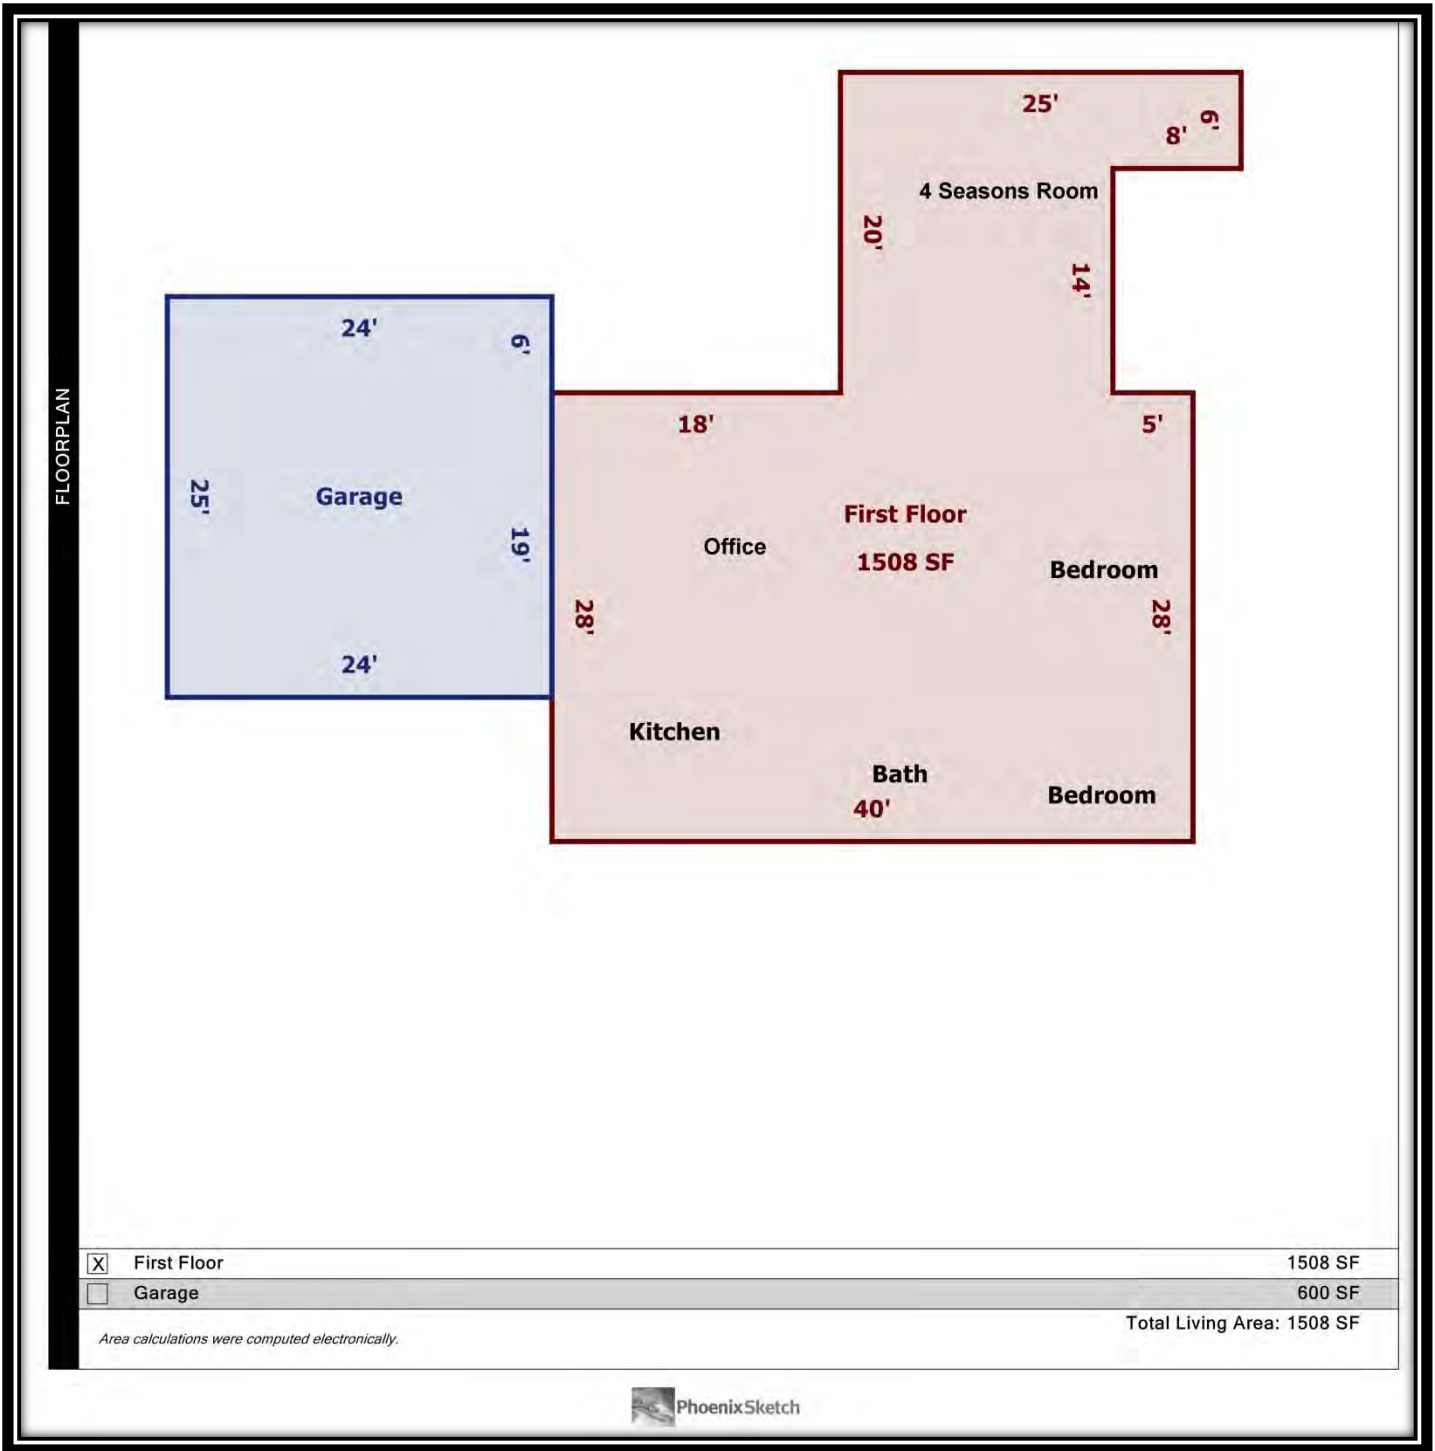 FLOORPLAN
25'
8'
6'
4 Seasons Room
20'
14'
24'
6'
18'
5'
25'
Garage
19'
First Floor
1508 SF
Office
Bedroom
28'
28'
24'
Kitchen
Bath
Bedroom
40'
X First Floor 1508 SF
Garage 600 SF
Total Living Area: 1508 SF
Area calculations were computed electronically.
PhoenixSketch